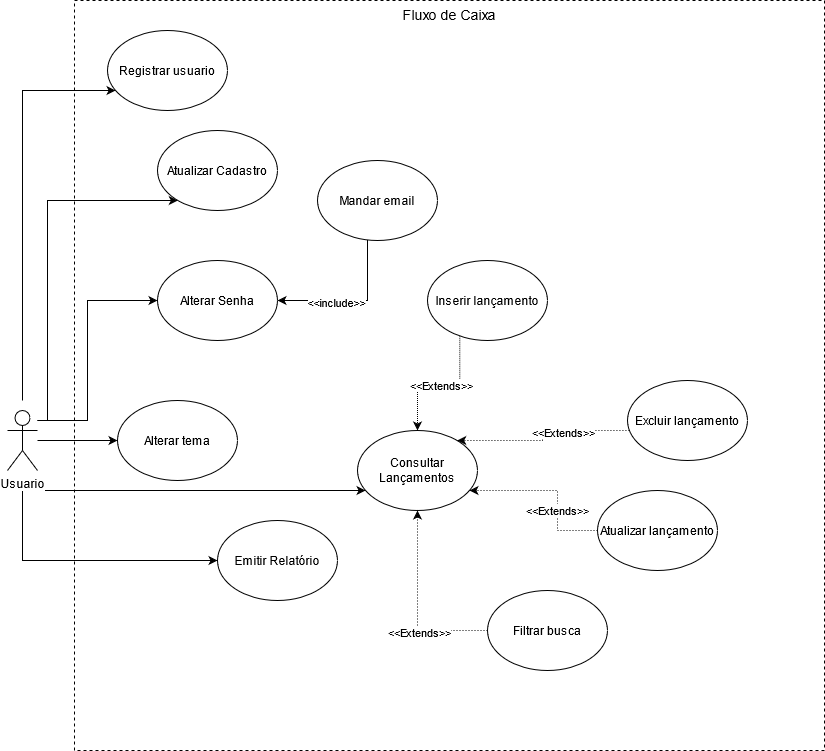 Fluxo de Caixa
Registrar usuario
Atualizar Cadastro
Mandar email
Alterar Senha
<<include>>
Inserir lançamento
<<Extends>>
Excluir lançamento
<<Extends>>
Alterar tema
Consultar
Lançamentos
Usuario
<<Extends>>
Atualizar lançamento
Emitir Relatório
<<Extends>>
Filtrar busca